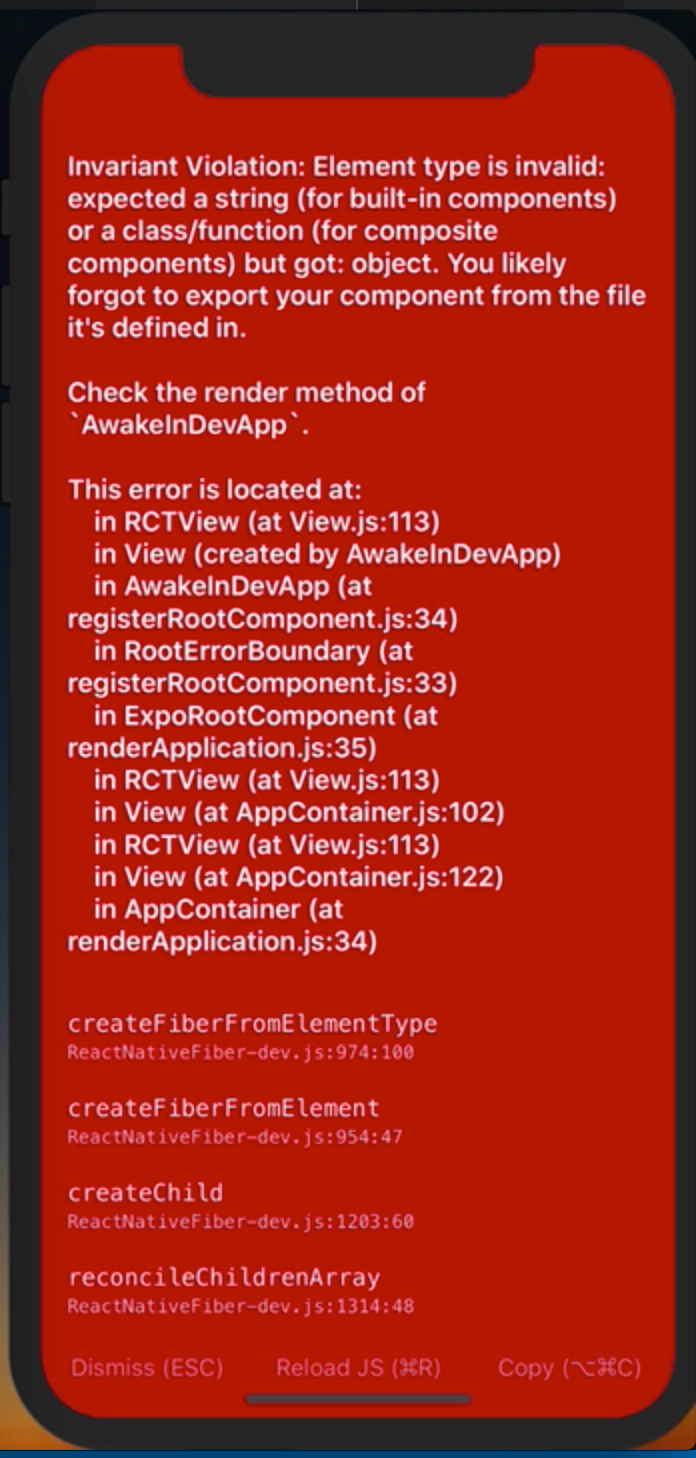 Invariant Violation: Element type is invalid:
expected a string (for built-in components)
or a class/function (for composite
components) but got: object. You likely
forgot to export your component from the file
it's defined in.
Check the render method of
`AwakeInDevApp`.
This error is located at:
in RCTView (at View.js:113)
in View (created by AwakeInDevApp)
in AwakeInDevApp (at
registerRootComponent.js:34)
in RootErrorBoundary (at
registerRootComponent.js:33)
in ExpoRootComponent (at
renderApplication.js:35)
in RCTView (at View.js:113)
in View (at AppContainer.js:102)
in RCTView (at View.js:113)
in View (at AppContainer.js:122)
in AppContainer (at
renderApplication.js:34)
createFiberFromElementType
ReactNativeFiber-dev.js:974:100
createFiberFromElement
ReactNativeFiber-dev.js:954:47
createChild
ReactNativeFiber-dev.js:1203:60
reconcileChildrenArray
ReactNativeFiber-dev.js:1314:48
Dismiss (ESC) Reload JS (⌘R) Copy (⌥⌘C)